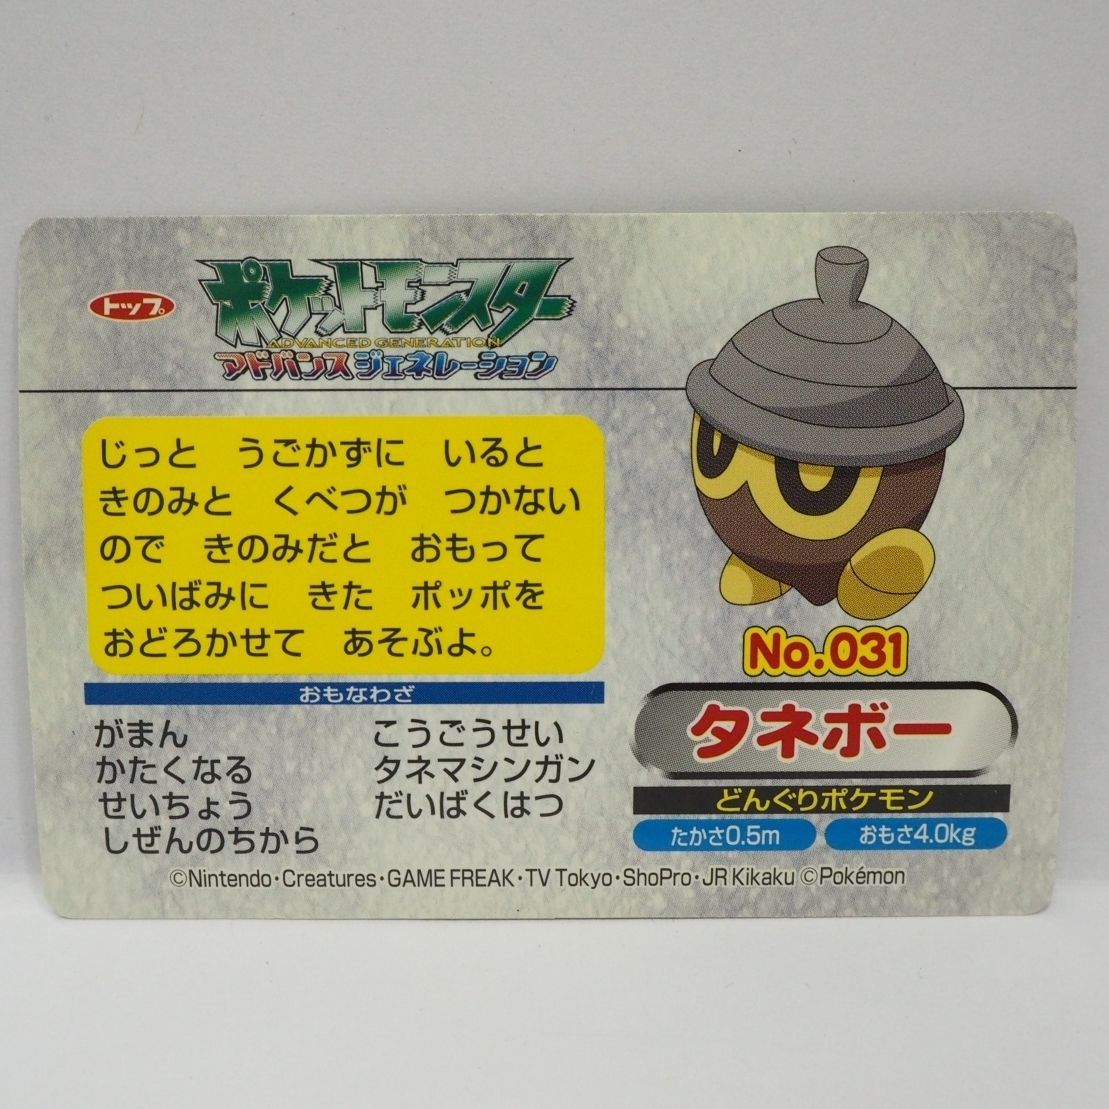 トップ
ポケットモンスター
ADVANCED GENERATION
アドバンスジェネレーション
じっと うごかずに いると
きのみと くべつが つかない
ので きのみだと おもって
ついばみに きた ポッポを
おどろかせて あそぶよ。
おもなわざ
がまん こうごうせい
かたくなる タネマシンガン
せいちょう だいばくはつ
しぜんのちから
No.031
タネボー
どんぐりポケモン
たかさ0.5m おもさ4.0kg
©Nintendo・Creatures・GAME FREAK・TV Tokyo・ShoPro・JR Kikaku ©Pokémon